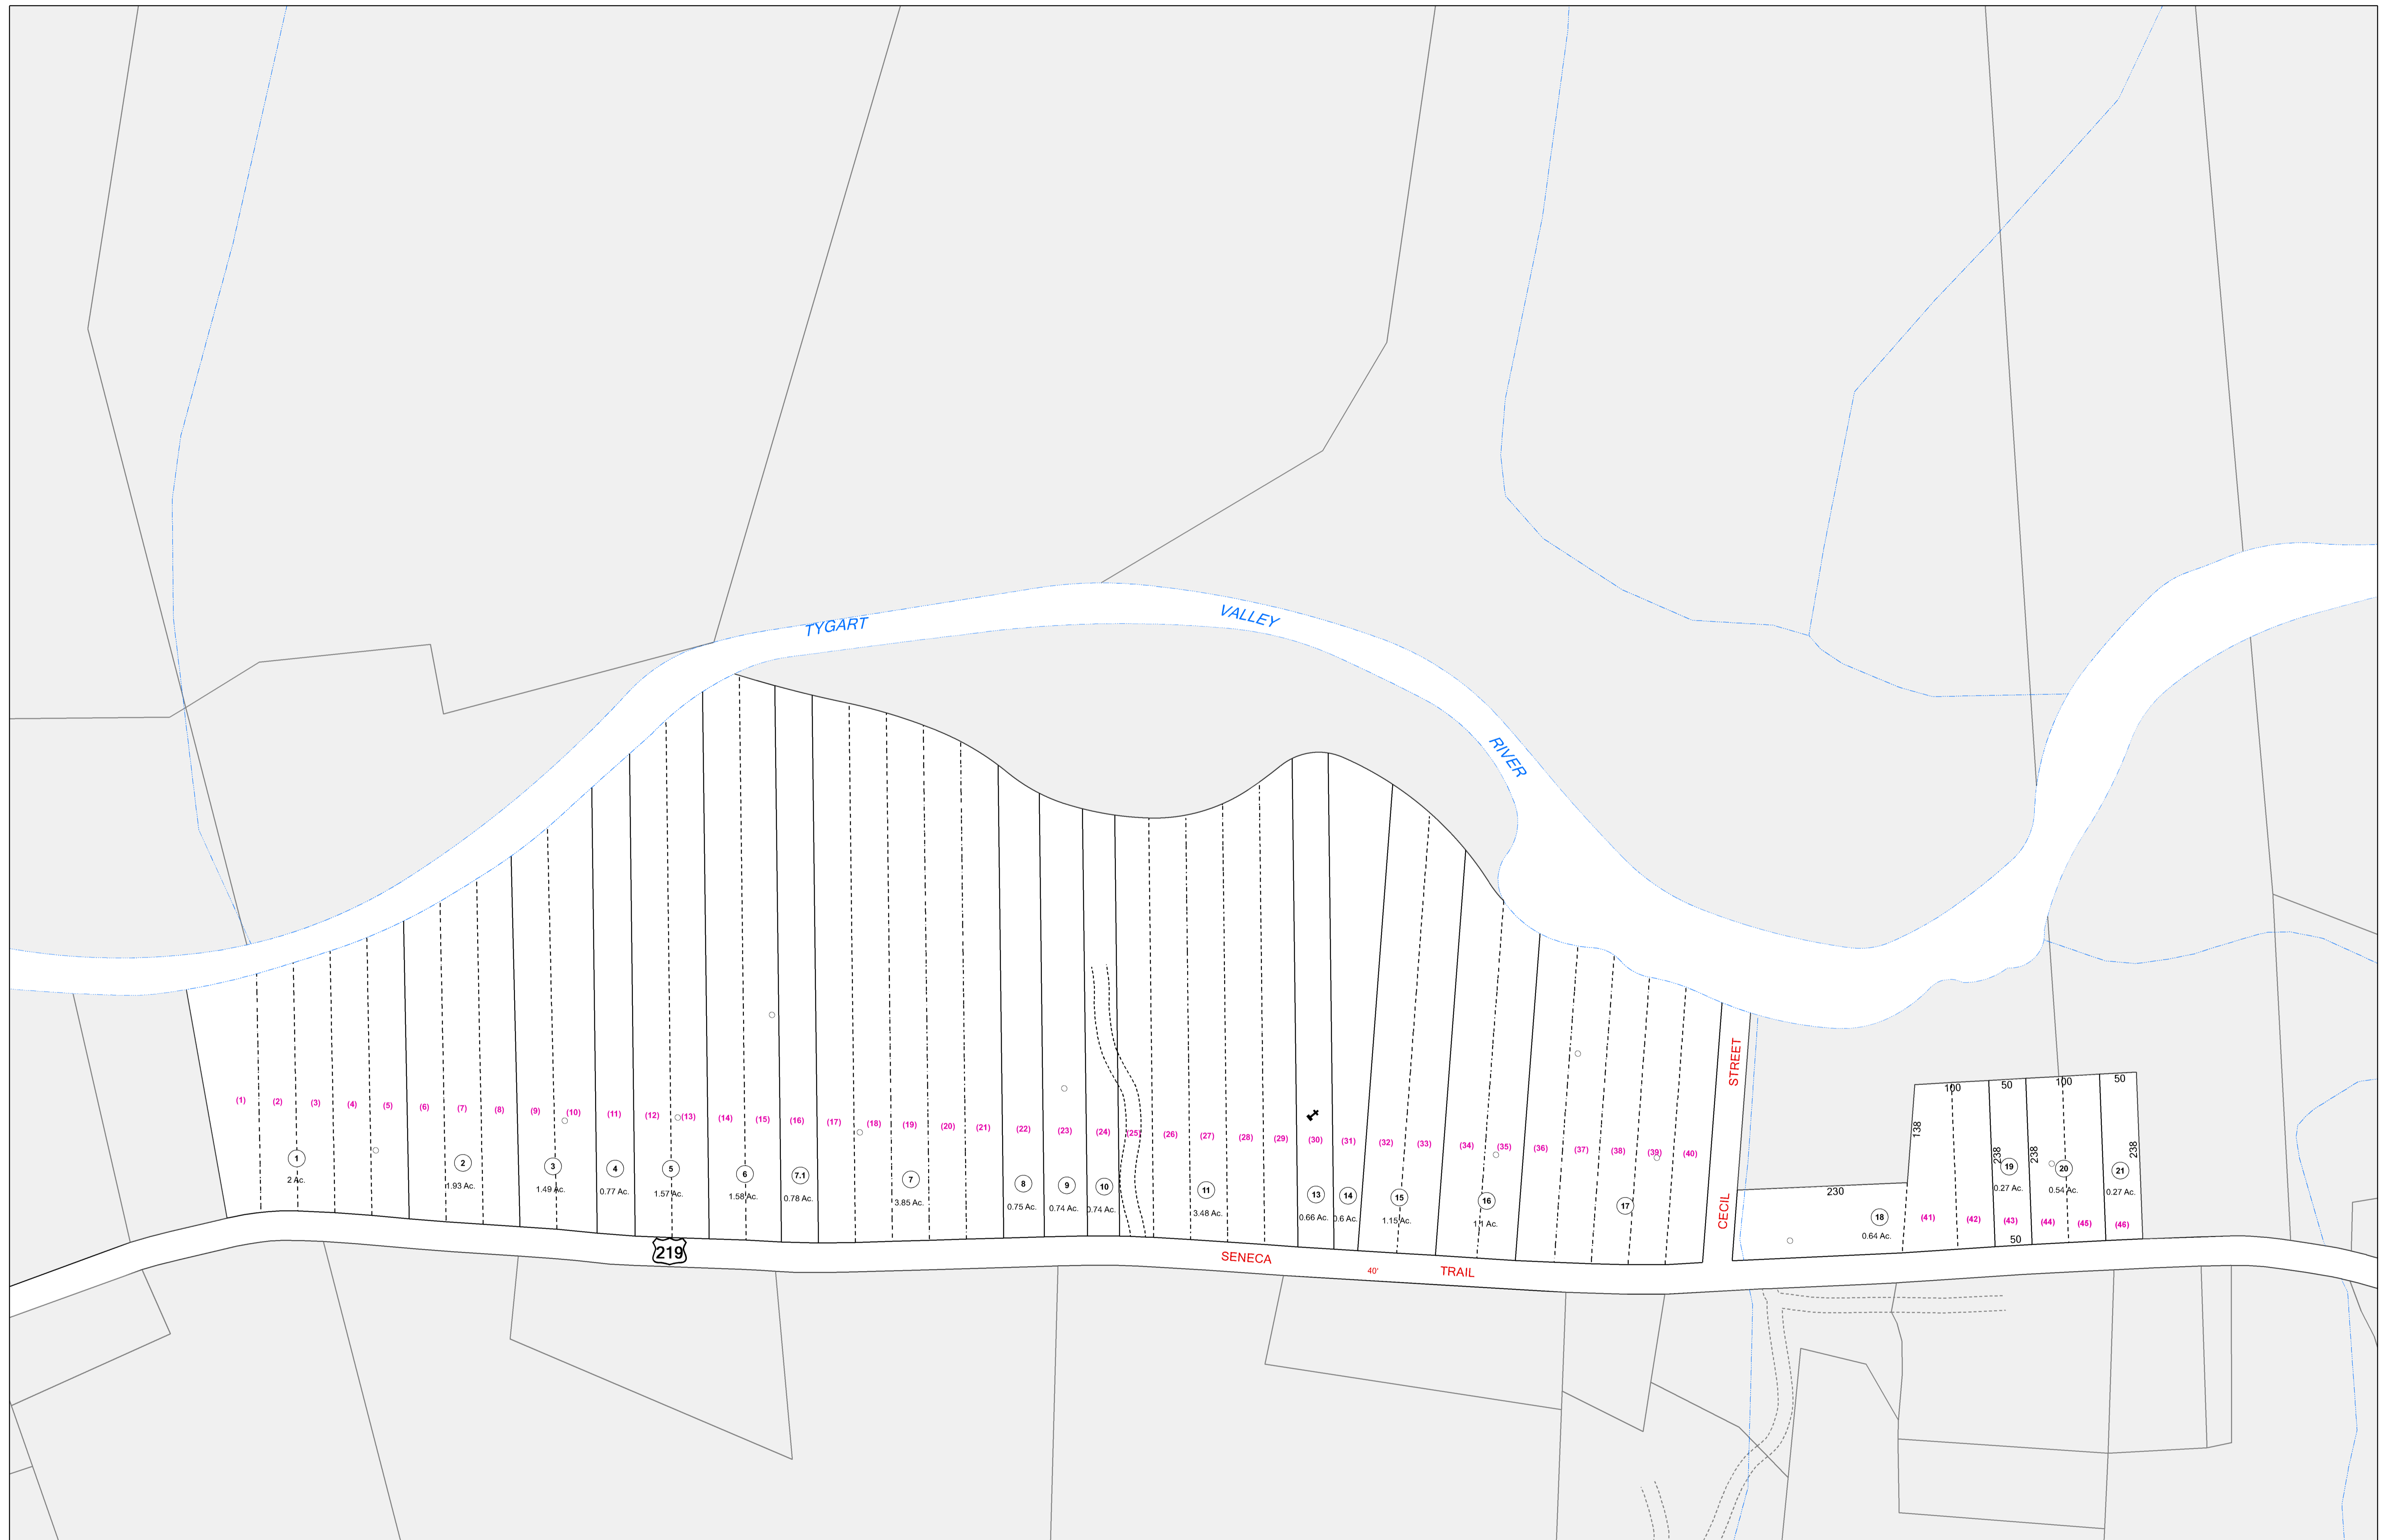 TYGART
VALLEY
RIVER
STREET
CECIL
SENECA
40'
TRAIL
219
(1)
(2)
(3)
(4)
(5)
(6)
(7)
(8)
(9)
(10)
(11)
(12)
(13)
(14)
(15)
(16)
(17)
(18)
(19)
(20)
(21)
(22)
(23)
(24)
(25)
(26)
(27)
(28)
(29)
(30)
(31)
(32)
(33)
(34)
(35)
(36)
(37)
(38)
(39)
(40)
(41)
(42)
(43)
(44)
(45)
(46)
1
2 Ac.
2
1.93 Ac.
3
1.49 Ac.
4
0.77 Ac.
5
1.57 Ac.
6
1.58 Ac.
7.1
0.78 Ac.
7
3.85 Ac.
8
0.75 Ac.
9
0.74 Ac.
10
0.74 Ac.
11
3.48 Ac.
13
0.66 Ac.
14
0.6 Ac.
15
1.15 Ac.
16
1.1 Ac.
17
18
0.64 Ac.
19
0.27 Ac.
20
0.54 Ac.
21
0.27 Ac.
100
50
100
50
138
238
238
238
230
50